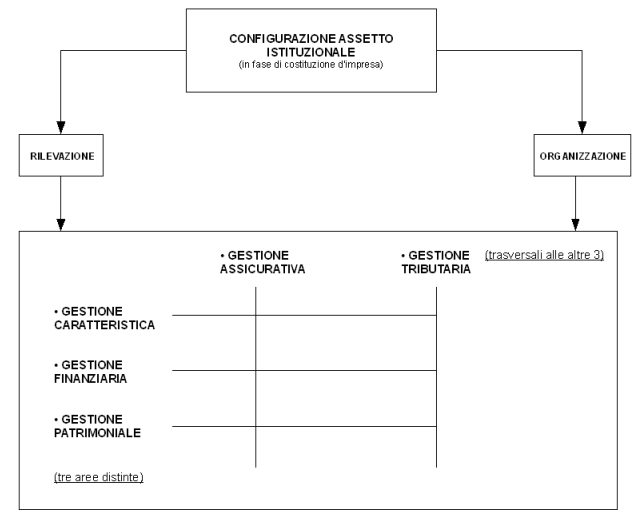 CONFIGURAZIONE ASSETTO
ISTITUZIONALE
(in fase di costituzione d'impresa)
RILEVAZIONE
ORGANIZZAZIONE
• GESTIONE
ASSICURATIVA
• GESTIONE
TRIBUTARIA
(trasversali alle altre 3)
• GESTIONE
CARATTERISTICA
• GESTIONE
FINANZIARIA
• GESTIONE
PATRIMONIALE
(tre aree distinte)